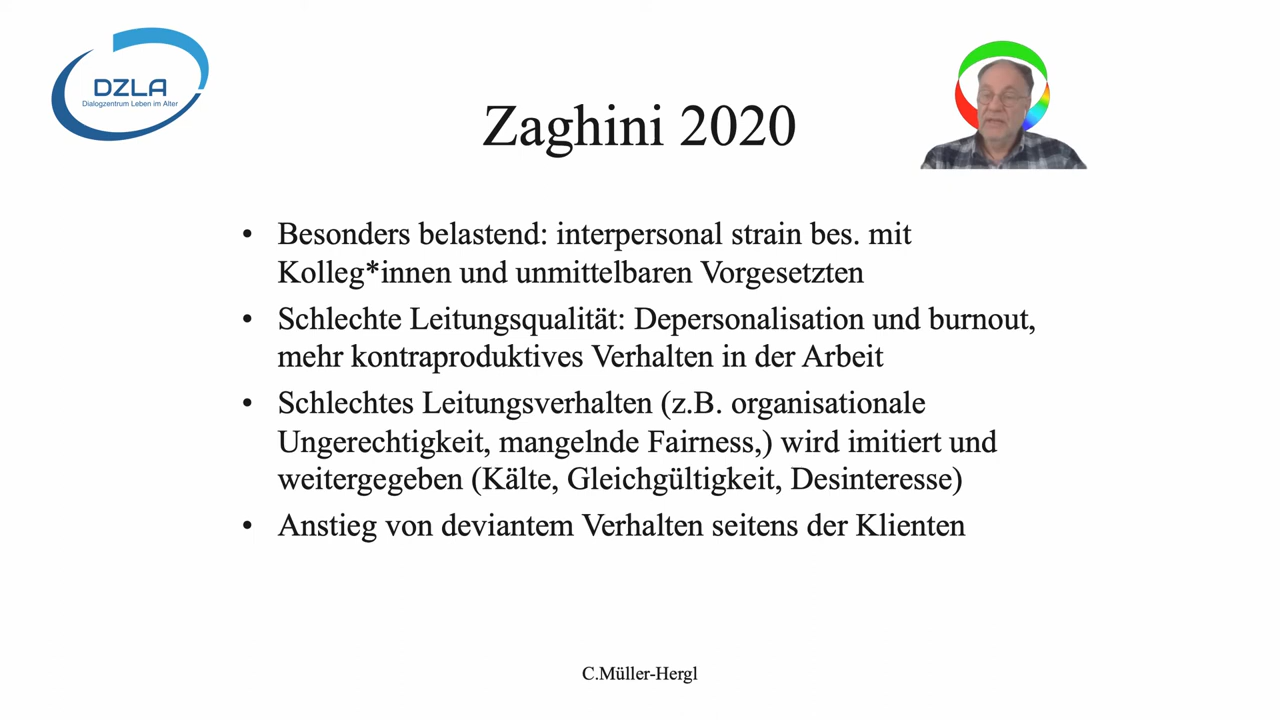 DZLA
Dialogzentrum Leben im Alter
Zaghini 2020
• Besonders belastend: interpersonal strain bes. mit
Kolleg*innen und unmittelbaren Vorgesetzten
• Schlechte Leitungsqualität: Depersonalisation und burnout,
mehr kontraproduktives Verhalten in der Arbeit
• Schlechtes Leitungsverhalten (z.B. organisationale
Ungerechtigkeit, mangelnde Fairness,) wird imitiert und
weitergegeben (Kälte, Gleichgültigkeit, Desinteresse)
• Anstieg von deviantem Verhalten seitens der Klienten
C.Müller-Hergl